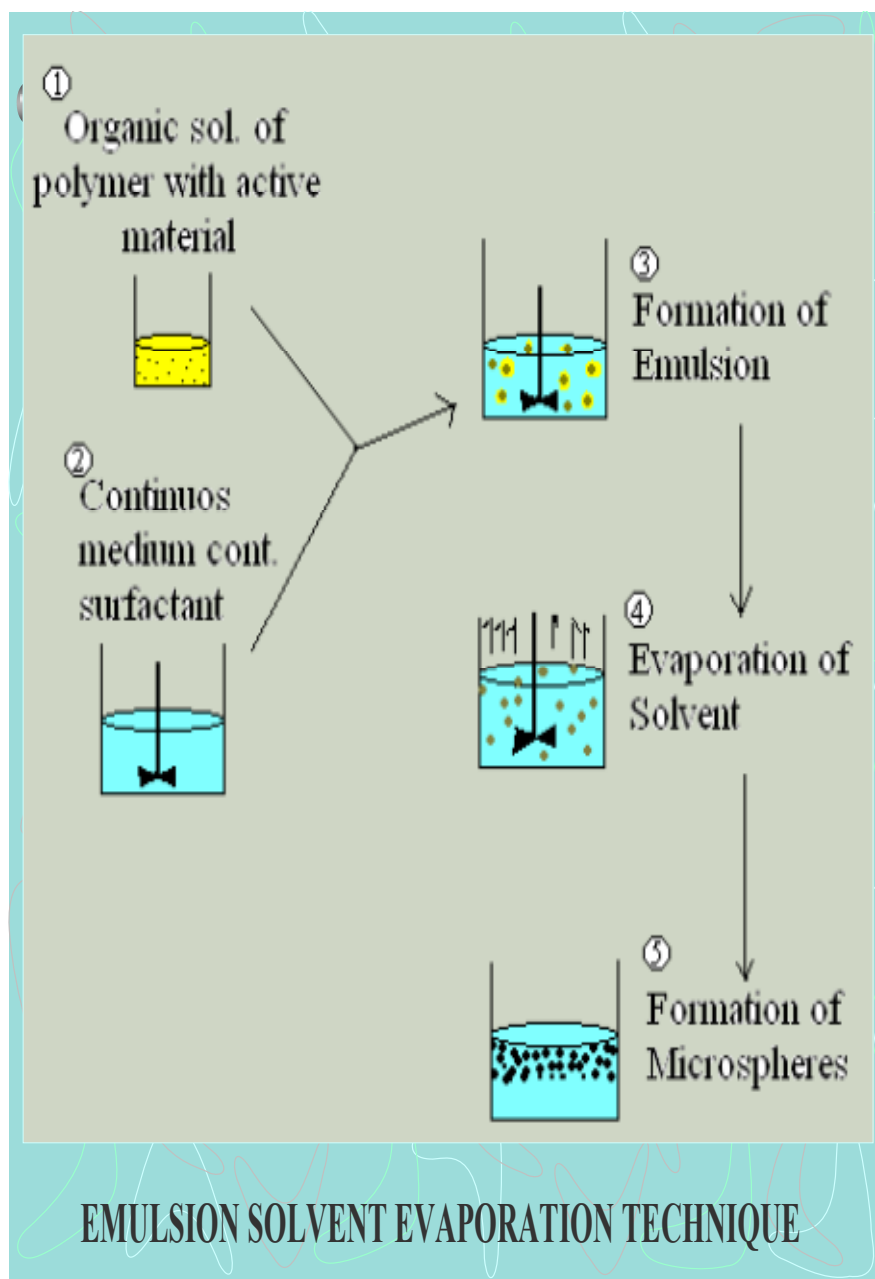 ①
Organic sol. of
polymer with active
material
②
Continuos
medium cont.
surfactant
③
Formation of
Emulsion
④
Evaporation of
Solvent
⑤
Formation of
Microspheres
EMULSION SOLVENT EVAPORATION TECHNIQUE